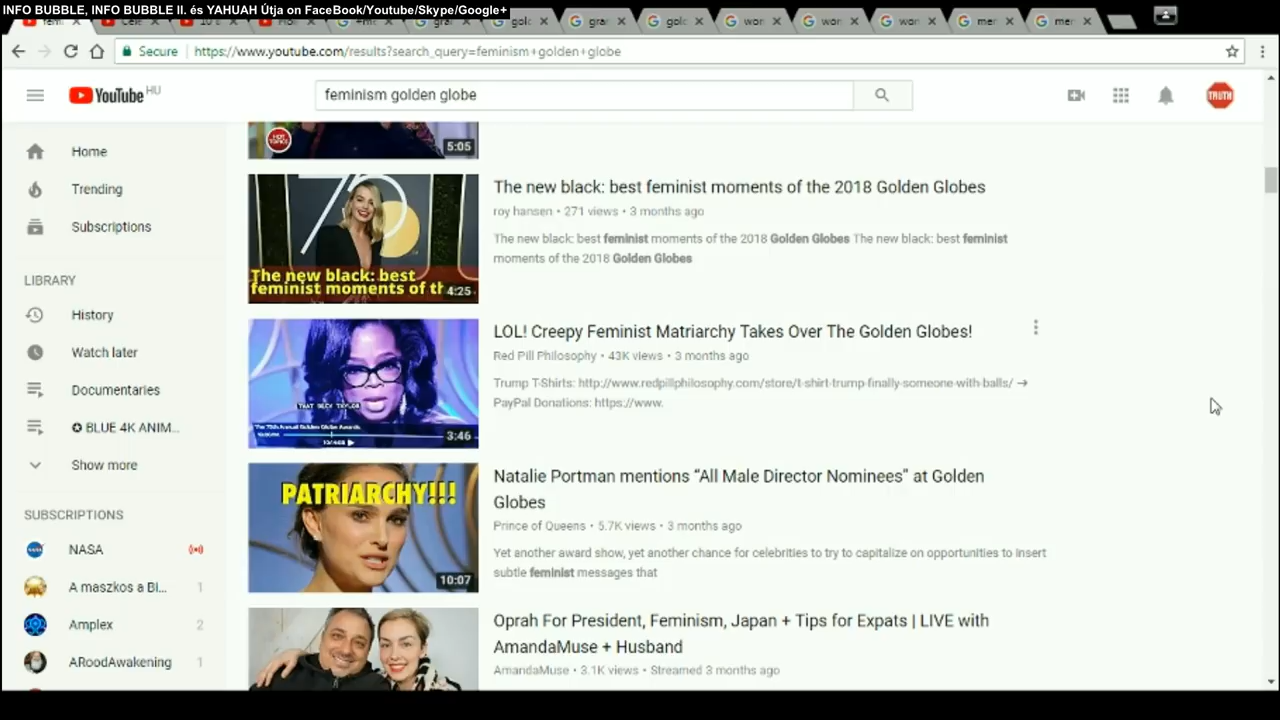 INFO BUBBLE, INFO BUBBLE II. és YAHUAH Útja on FaceBook/Youtube/Skype/Google+
Secure
https://www.youtube.com/results?search_query=feminism+golden+globe
YouTube HU
feminism golden globe
TRUTH
Home
Trending
Subscriptions
LIBRARY
History
Watch later
Documentaries
BLUE 4K ANIM...
Show more
SUBSCRIPTIONS
NASA
A maszkos a Bl... 1
Amplex 2
ARoodAwakening 1
HOT TOPICS
5:05
75
The new black: best
feminist moments of th
4:25
The new black: best feminist moments of the 2018 Golden Globes
roy hansen • 271 views • 3 months ago
The new black: best feminist moments of the 2018 Golden Globes The new black: best feminist
moments of the 2018 Golden Globes
3:46
LOL! Creepy Feminist Matriarchy Takes Over The Golden Globes!
Red Pill Philosophy • 43K views • 3 months ago
Trump T-Shirts: http://www.redpillphilosophy.com/store/t-shirt-trump-finally-someone-with-balls/ →
PayPal Donations: https://www.
PATRIARCHY!!!
10:07
Natalie Portman mentions “All Male Director Nominees” at Golden
Globes
Prince of Queens • 5.7K views • 3 months ago
Yet another award show, yet another chance for celebrities to try to capitalize on opportunities to insert
subtle feminist messages that
Oprah For President, Feminism, Japan + Tips for Expats | LIVE with
AmandaMuse + Husband
AmandaMuse • 3.1K views • Streamed 3 months ago